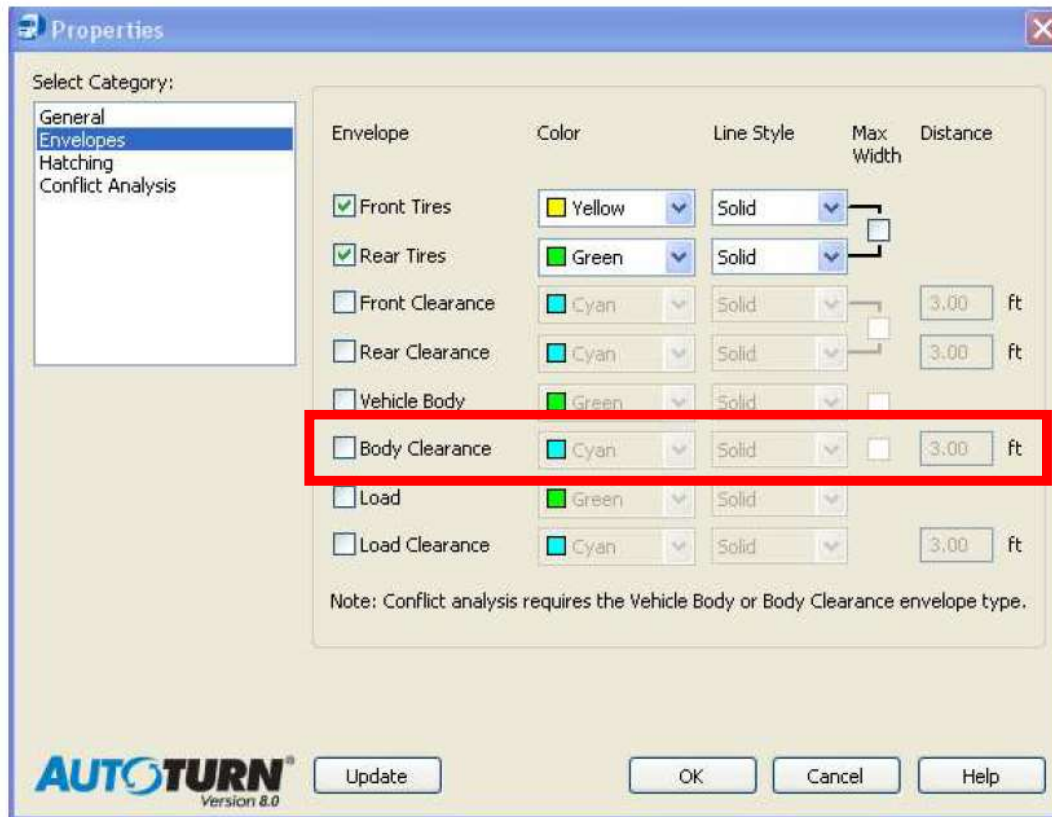 Properties
Select Category:
General
Envelopes
Hatching
Conflict Analysis
Envelope Color Line Style Max Width Distance
Front Tires Yellow Solid
Rear Tires Green Solid
Front Clearance Cyan Solid 3.00 ft
Rear Clearance Cyan Solid 3.00 ft
Vehicle Body Green Solid
Body Clearance Cyan Solid 3.00 ft
Load Green Solid
Load Clearance Cyan Solid 3.00 ft
Note: Conflict analysis requires the Vehicle Body or Body Clearance envelope type.
AUTOTURN®
Version 8.0
Update OK Cancel Help